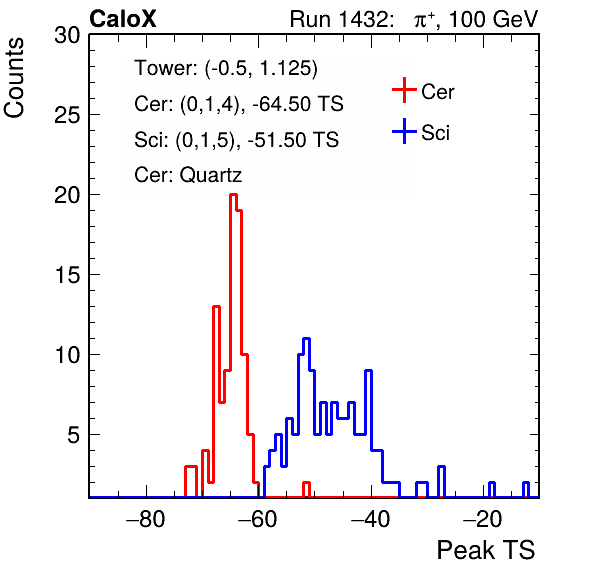 CaloX Run 1432: π⁺, 100 GeV
Counts
30
25
20
15
10
5
Tower: (-0.5, 1.125)
Cer: (0,1,4), -64.50 TS
Sci: (0,1,5), -51.50 TS
Cer: Quartz
Cer
Sci
−80 −60 −40 −20
Peak TS